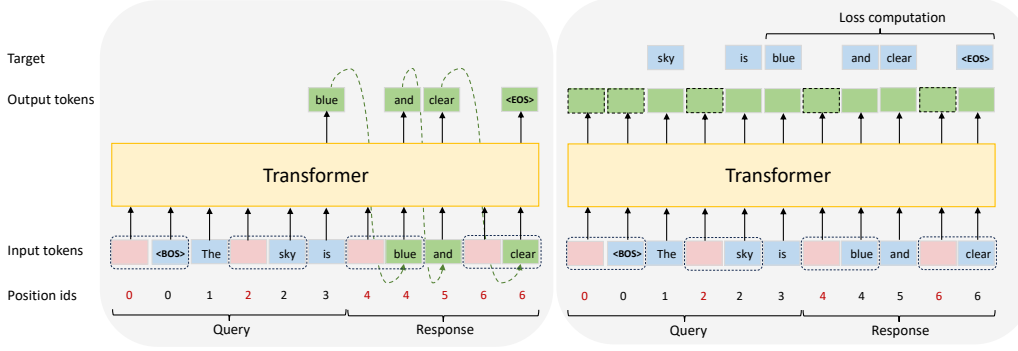 Loss computation
Target sky is blue and clear <EOS>
Output tokens blue and clear <EOS>
Transformer Transformer
Input tokens <BOS> The sky is blue and clear <BOS> The sky is blue and clear
Position ids 0 0 1 2 2 3 4 4 5 6 6 0 0 1 2 2 3 4 4 5 6 6
Query Response Query Response